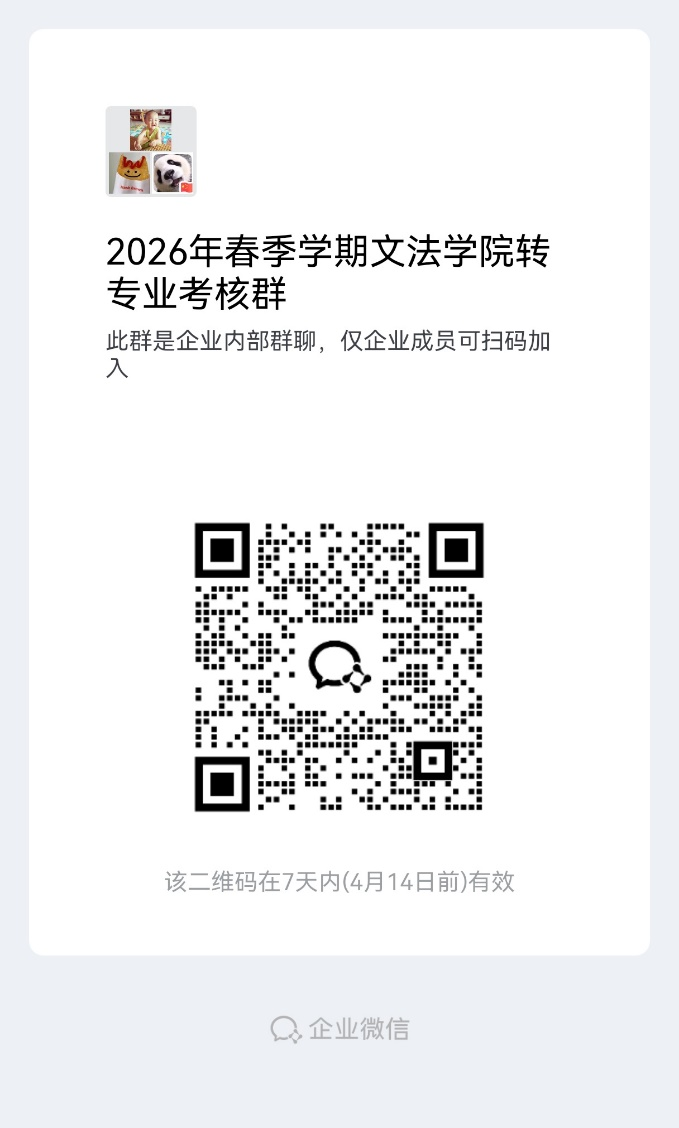 2026年春季学期文法学院转
专业考核群
此群是企业内部群聊，仅企业成员可扫码加
入
该二维码在7天内(4月14日前)有效
企业微信